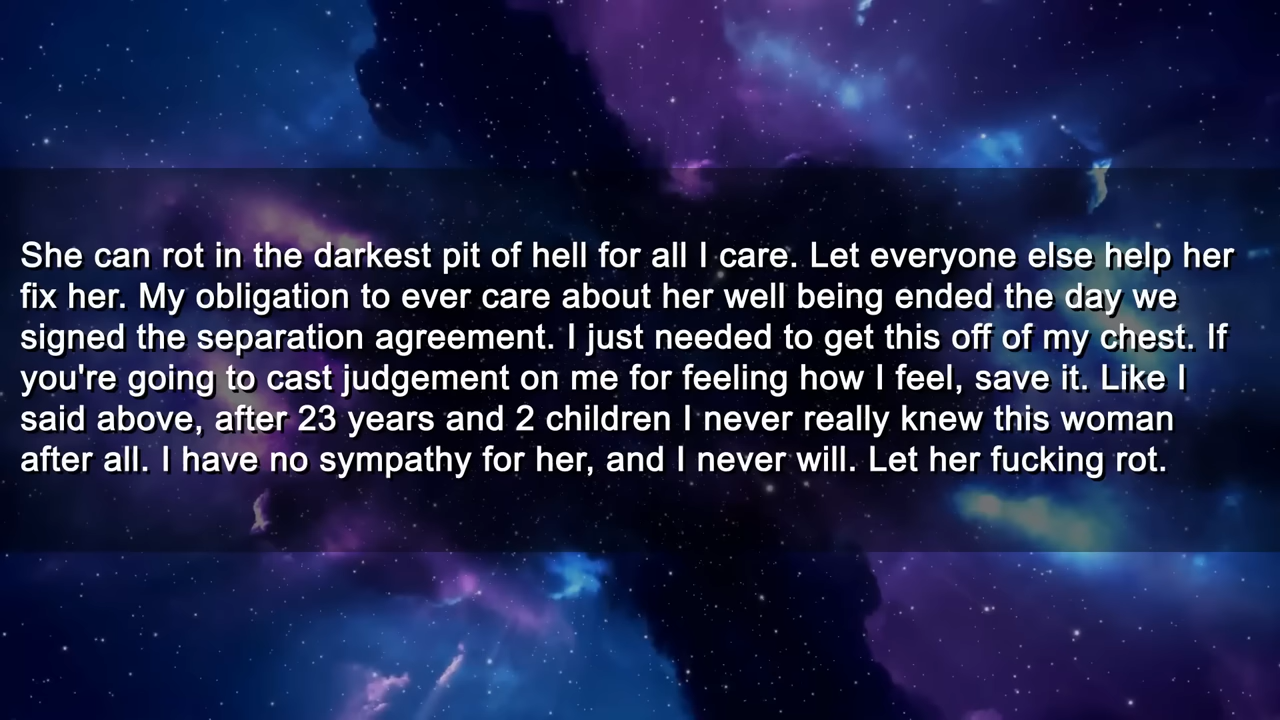 She can rot in the darkest pit of hell for all I care. Let everyone else help her
fix her. My obligation to ever care about her well being ended the day we
signed the separation agreement. I just needed to get this off of my chest. If
you're going to cast judgement on me for feeling how I feel, save it. Like I
said above, after 23 years and 2 children I never really knew this woman
after all. I have no sympathy for her, and I never will. Let her fucking rot.